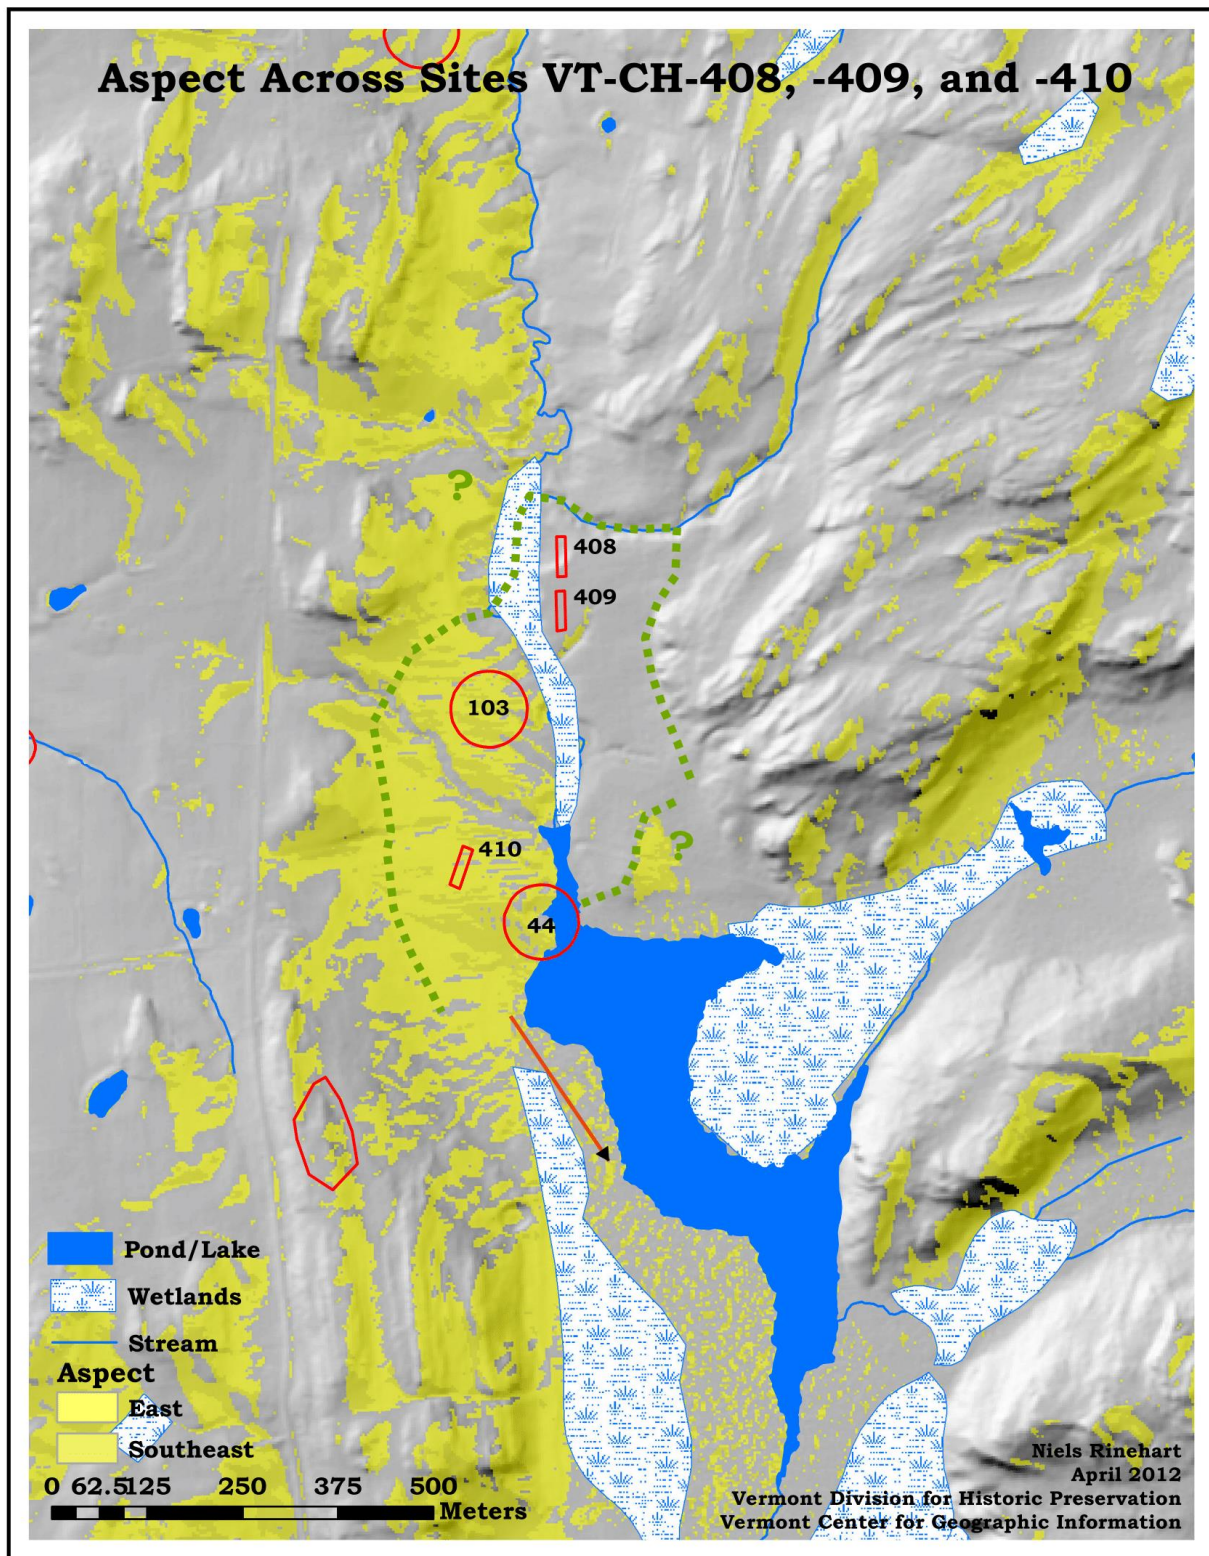 Aspect Across Sites VT-CH-408, -409, and -410
?
408
409
103
410
?
44
Pond/Lake
Wetlands
Stream
Aspect
East
Southeast
0 62.5 125 250 375 500
Meters
Niels Rinehart
April 2012
Vermont Division for Historic Preservation
Vermont Center for Geographic Information